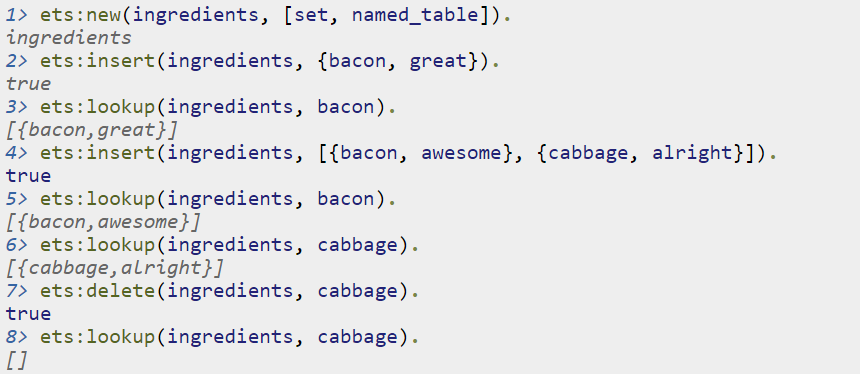 1> ets:new(ingredients, [set, named_table]).
ingredients
2> ets:insert(ingredients, {bacon, great}).
true
3> ets:lookup(ingredients, bacon).
[{bacon,great}]
4> ets:insert(ingredients, [{bacon, awesome}, {cabbage, alright}]).
true
5> ets:lookup(ingredients, bacon).
[{bacon,awesome}]
6> ets:lookup(ingredients, cabbage).
[{cabbage,alright}]
7> ets:delete(ingredients, cabbage).
true
8> ets:lookup(ingredients, cabbage).
[]